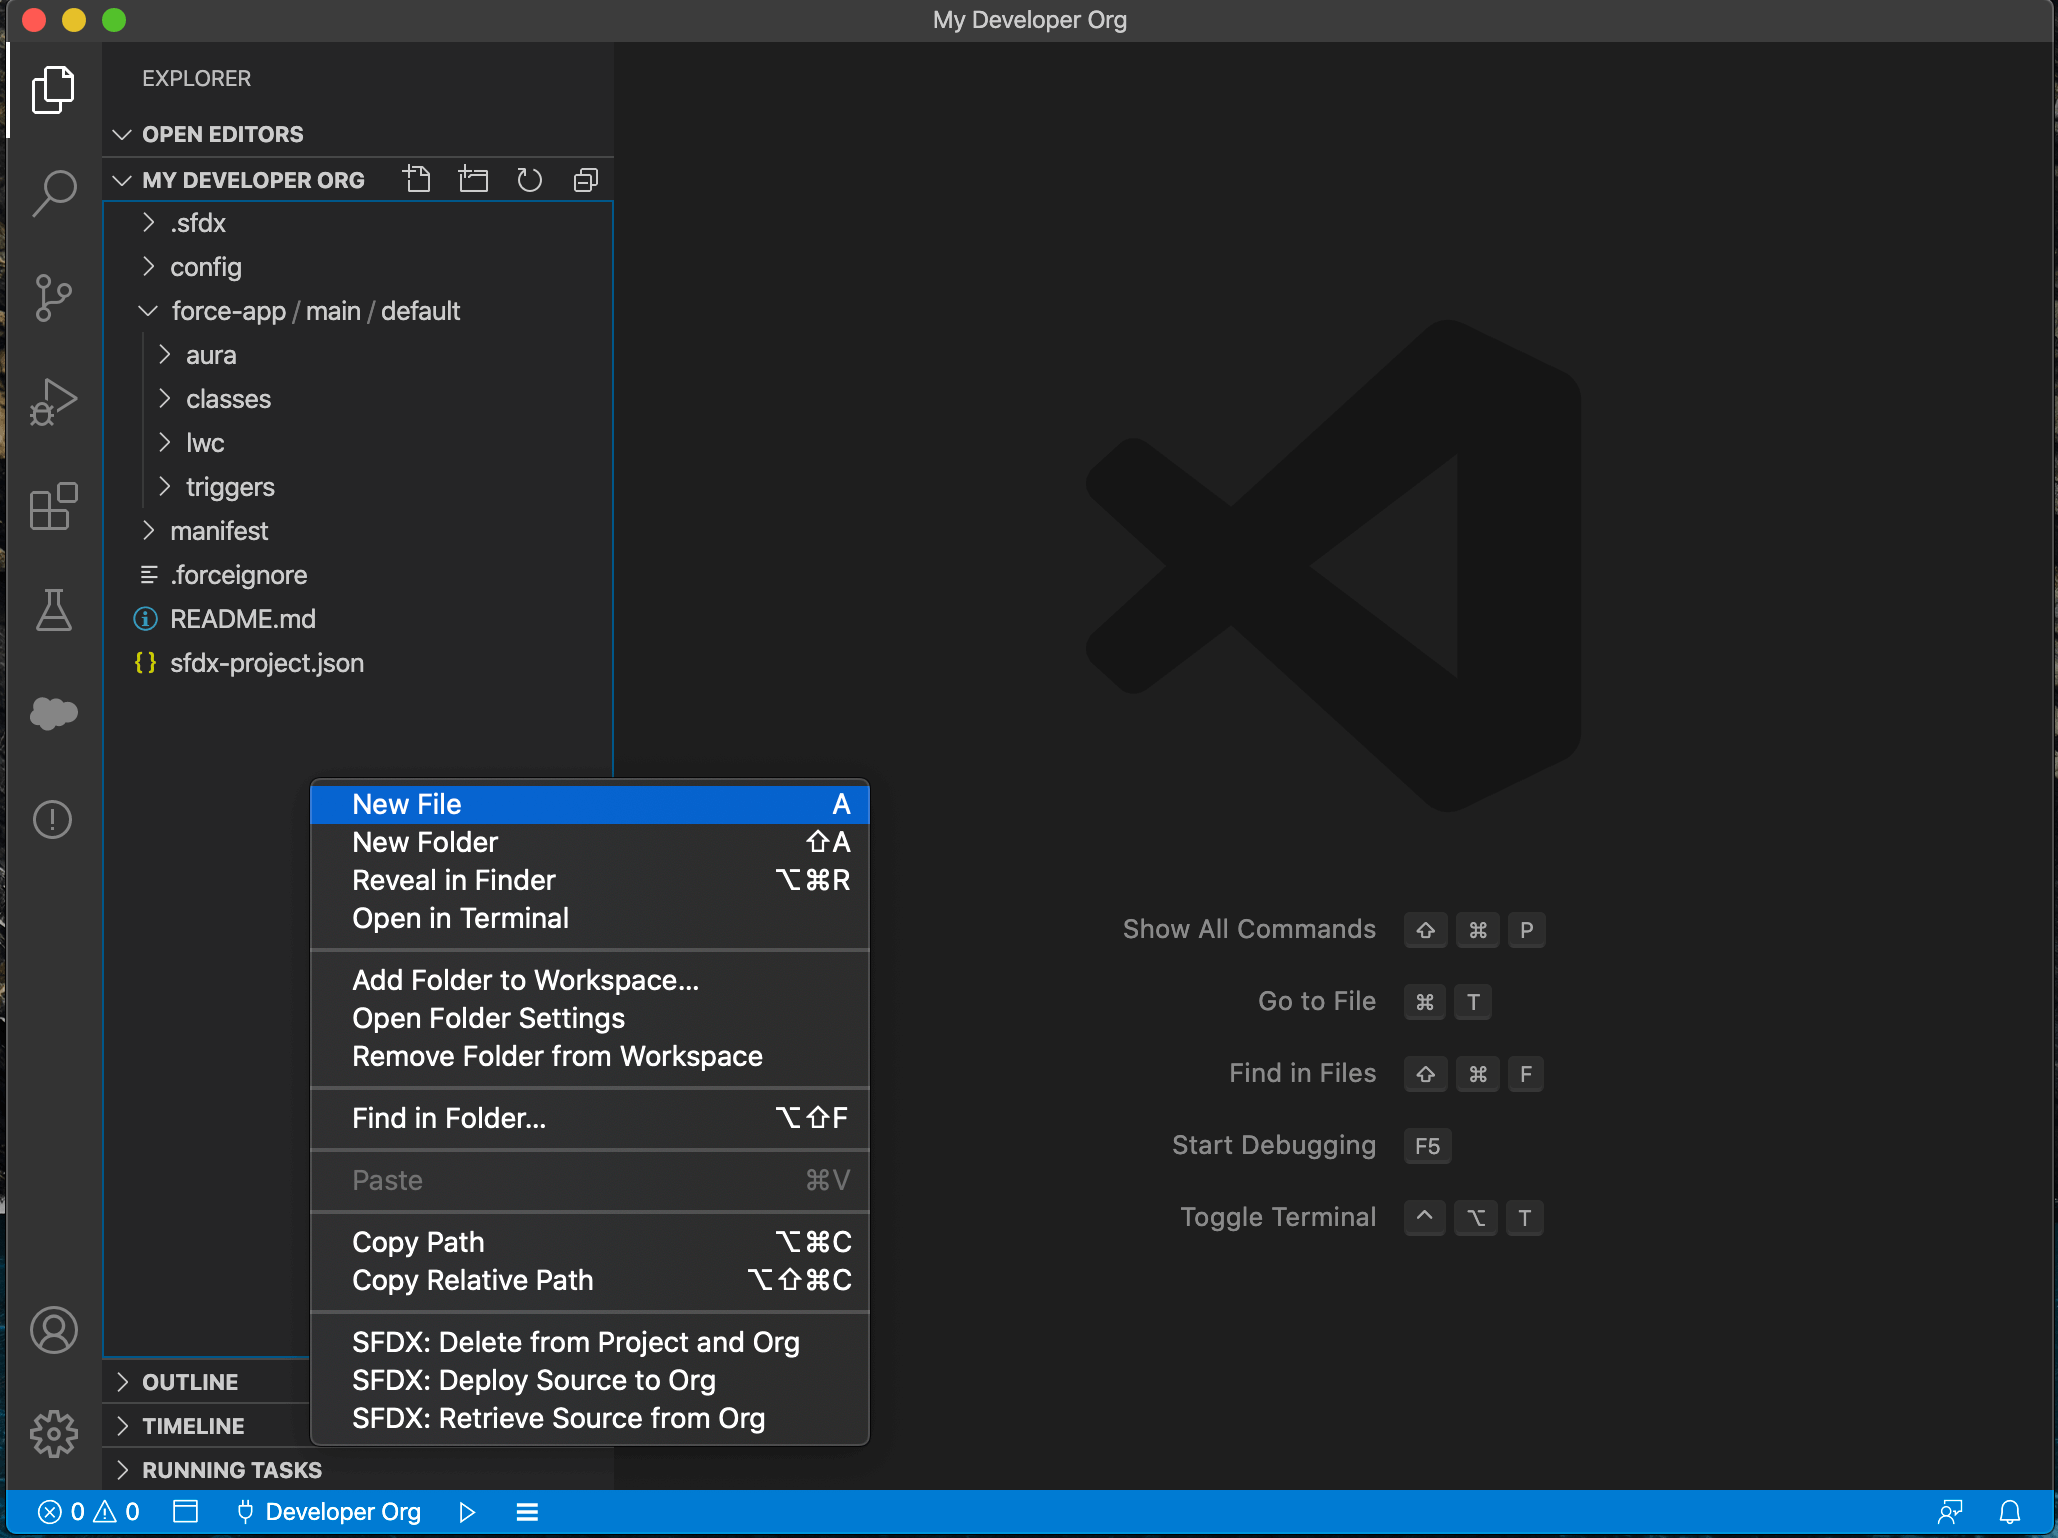 My Developer Org
EXPLORER
OPEN EDITORS
MY DEVELOPER ORG
.sfdx
config
force-app / main / default
aura
classes
lwc
triggers
manifest
.forceignore
README.md
{} sfdx-project.json
New File A
New Folder ⇧A
Reveal in Finder ⌥⌘R
Open in Terminal
Add Folder to Workspace...
Open Folder Settings
Remove Folder from Workspace
Find in Folder... ⌥⇧F
Paste ⌘V
Copy Path ⌥⌘C
Copy Relative Path ⌥⇧⌘C
SFDX: Delete from Project and Org
SFDX: Deploy Source to Org
SFDX: Retrieve Source from Org
Show All Commands ⇧ ⌘ P
Go to File ⌘ T
Find in Files ⇧ ⌘ F
Start Debugging F5
Toggle Terminal ^ ⌥ T
OUTLINE
TIMELINE
RUNNING TASKS
0 0 Developer Org